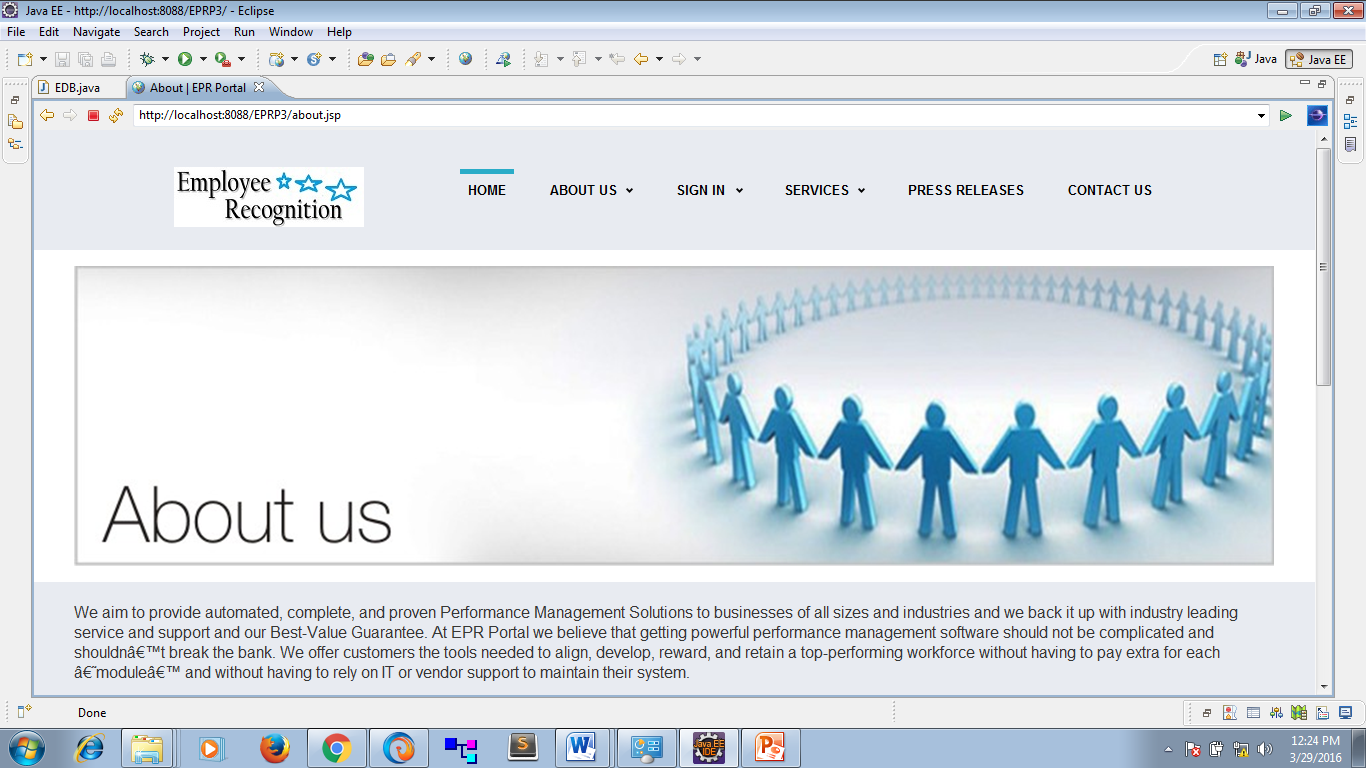 Java EE - http://localhost:8088/EPRP3/ - Eclipse
File Edit Navigate Search Project Run Window Help
Java Java EE
EDB.java About | EPR Portal
http://localhost:8088/EPRP3/about.jsp
Employee
Recognition
HOME ABOUT US SIGN IN SERVICES PRESS RELEASES CONTACT US
About us
We aim to provide automated, complete, and proven Performance Management Solutions to businesses of all sizes and industries and we back it up with industry leading
service and support and our Best-Value Guarantee. At EPR Portal we believe that getting powerful performance management software should not be complicated and
shouldnâ€™t break the bank. We offer customers the tools needed to align, develop, reward, and retain a top-performing workforce without having to pay extra for each
â€˜moduleâ€™ and without having to rely on IT or vendor support to maintain their system.
Done
Java EE
IDE
12:24 PM
3/29/2016